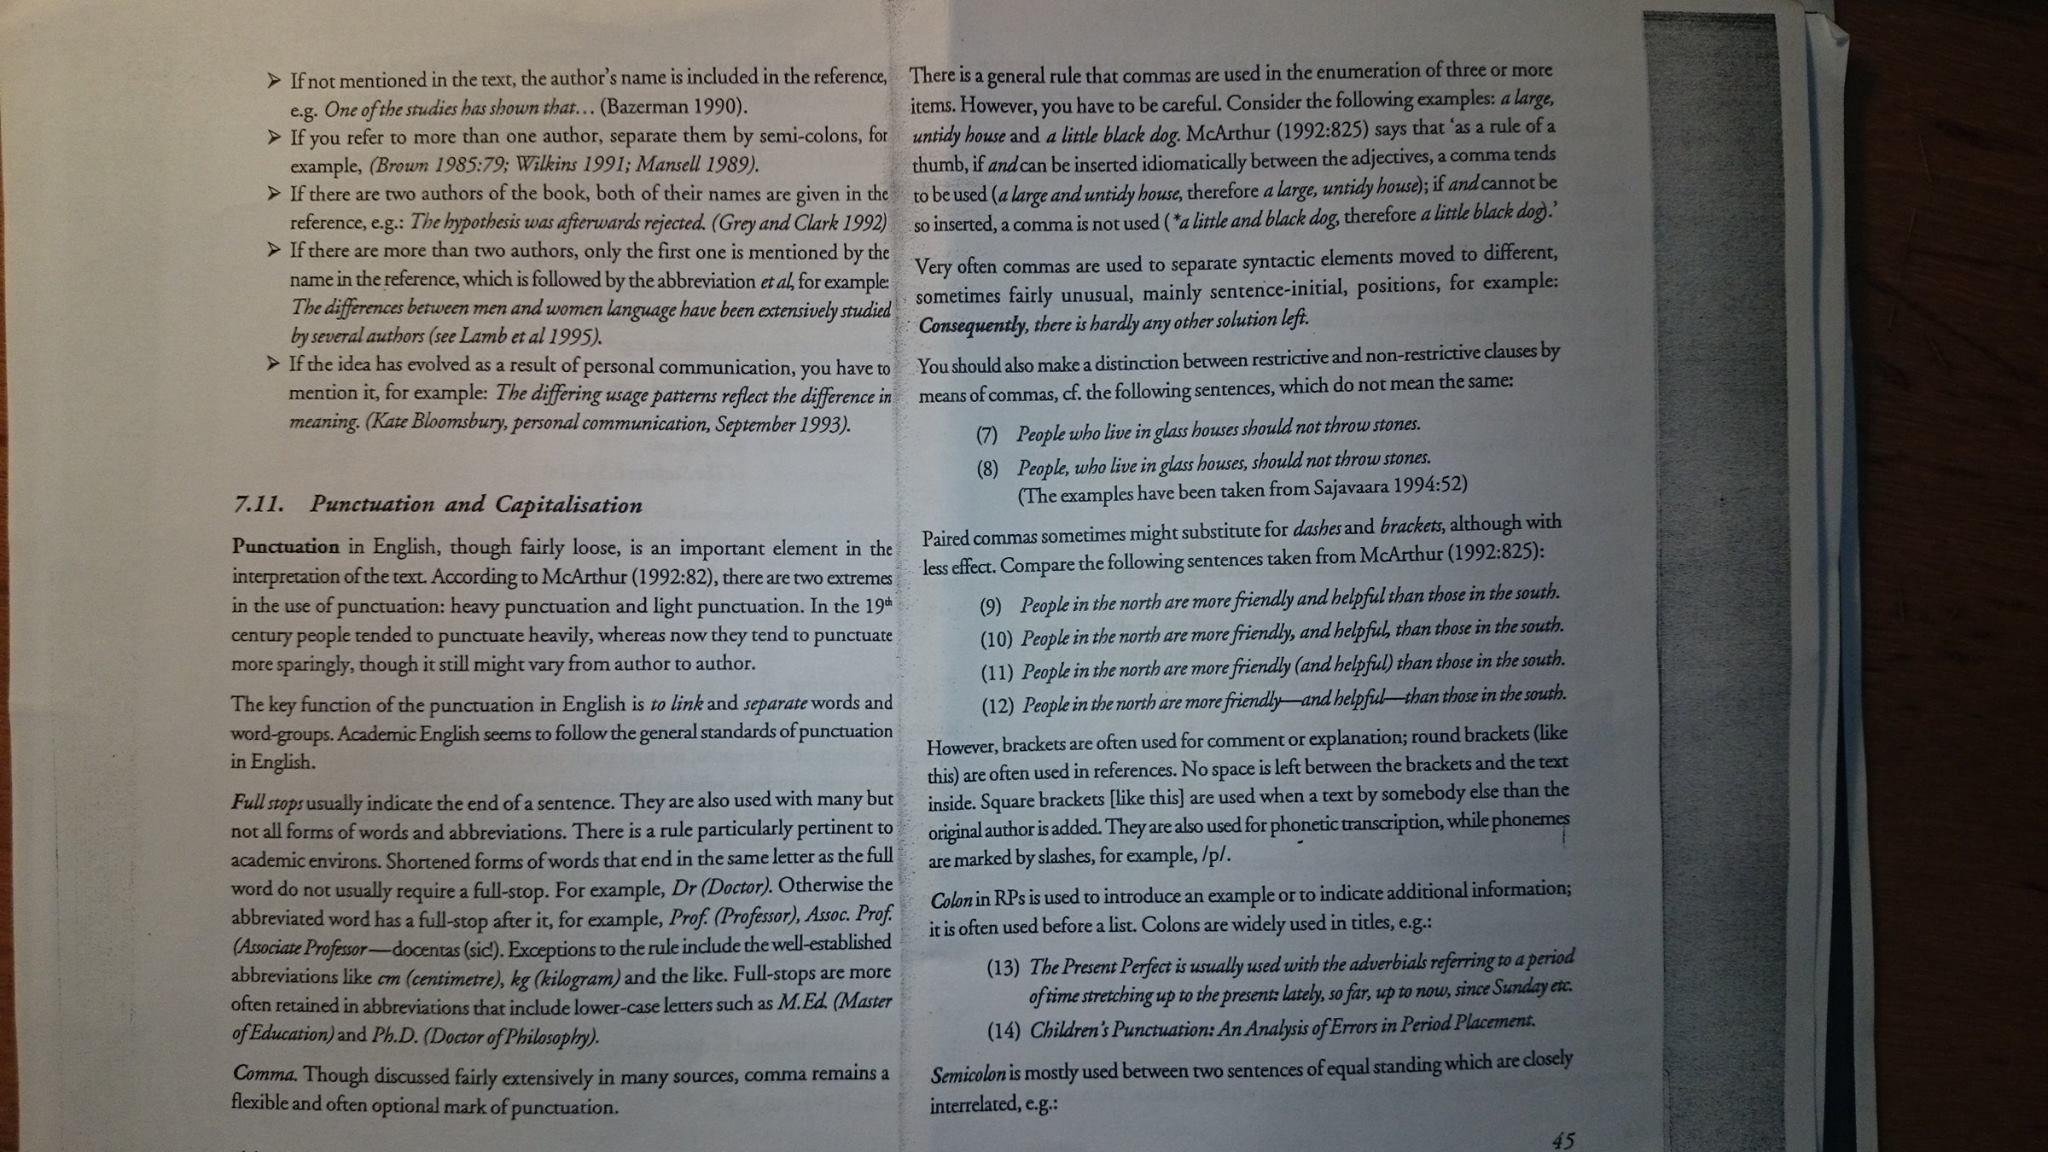 ➢ If not mentioned in the text, the author's name is included in the reference,
e.g. One of the studies has shown that… (Bazerman 1990).
➢ If you refer to more than one author, separate them by semi-colons, for
example, (Brown 1985:79; Wilkins 1991; Mansell 1989).
➢ If there are two authors of the book, both of their names are given in the
reference, e.g.: The hypothesis was afterwards rejected. (Grey and Clark 1992)
➢ If there are more than two authors, only the first one is mentioned by the
name in the reference, which is followed by the abbreviation et al, for example:
The differences between men and women language have been extensively studied
by several authors (see Lamb et al 1995).
➢ If the idea has evolved as a result of personal communication, you have to
mention it, for example: The differing usage patterns reflect the difference in
meaning. (Kate Bloomsbury, personal communication, September 1993).
7.11. Punctuation and Capitalisation
Punctuation in English, though fairly loose, is an important element in the
interpretation of the text. According to McArthur (1992:82), there are two extremes
in the use of punctuation: heavy punctuation and light punctuation. In the 19th
century people tended to punctuate heavily, whereas now they tend to punctuate
more sparingly, though it still might vary from author to author.
The key function of the punctuation in English is to link and separate words and
word-groups. Academic English seems to follow the general standards of punctuation
in English.
Full stops usually indicate the end of a sentence. They are also used with many but
not all forms of words and abbreviations. There is a rule particularly pertinent to
academic environs. Shortened forms of words that end in the same letter as the full
word do not usually require a full-stop. For example, Dr (Doctor). Otherwise the
abbreviated word has a full-stop after it, for example, Prof. (Professor), Assoc. Prof.
(Associate Professor—docentas (sic!). Exceptions to the rule include the well-established
abbreviations like cm (centimetre), kg (kilogram) and the like. Full-stops are more
often retained in abbreviations that include lower-case letters such as M.Ed. (Master
of Education) and Ph.D. (Doctor of Philosophy).
Comma. Though discussed fairly extensively in many sources, comma remains a
flexible and often optional mark of punctuation.
There is a general rule that commas are used in the enumeration of three or more
items. However, you have to be careful. Consider the following examples: a large,
untidy house and a little black dog. McArthur (1992:825) says that 'as a rule of a
thumb, if and can be inserted idiomatically between the adjectives, a comma tends
to be used (a large and untidy house, therefore a large, untidy house); if and cannot be
so inserted, a comma is not used (*a little and black dog, therefore a little black dog).'
Very often commas are used to separate syntactic elements moved to different,
sometimes fairly unusual, mainly sentence-initial, positions, for example:
Consequently, there is hardly any other solution left.
You should also make a distinction between restrictive and non-restrictive clauses by
means of commas, cf. the following sentences, which do not mean the same:
(7) People who live in glass houses should not throw stones.
(8) People, who live in glass houses, should not throw stones.
(The examples have been taken from Sajavaara 1994:52)
Paired commas sometimes might substitute for dashes and brackets, although with
less effect. Compare the following sentences taken from McArthur (1992:825):
(9) People in the north are more friendly and helpful than those in the south.
(10) People in the north are more friendly, and helpful, than those in the south.
(11) People in the north are more friendly (and helpful) than those in the south.
(12) People in the north are more friendly—and helpful—than those in the south.
However, brackets are often used for comment or explanation; round brackets (like
this) are often used in references. No space is left between the brackets and the text
inside. Square brackets [like this] are used when a text by somebody else than the
original author is added. They are also used for phonetic transcription, while phonemes
are marked by slashes, for example, /p/.
Colon in RPs is used to introduce an example or to indicate additional information;
it is often used before a list. Colons are widely used in titles, e.g.:
(13) The Present Perfect is usually used with the adverbials referring to a period
of time stretching up to the present: lately, so far, up to now, since Sunday etc.
(14) Children's Punctuation: An Analysis of Errors in Period Placement.
Semicolon is mostly used between two sentences of equal standing which are closely
interrelated, e.g.:
45